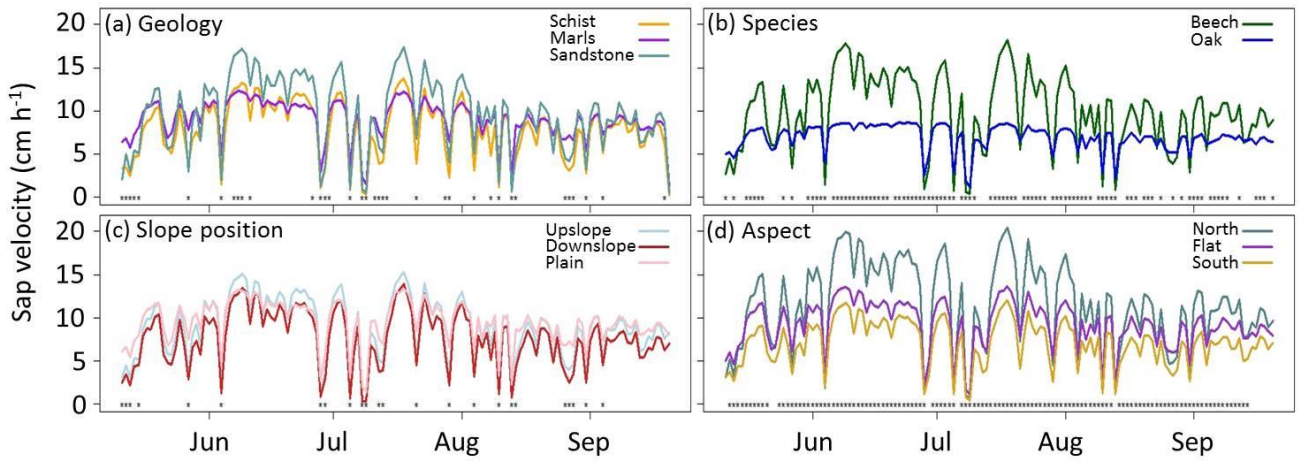 (a) Geology
Schist
Marls
Sandstone
(b) Species
Beech
Oak
20
15
10
5
0
(c) Slope position
Upslope
Downslope
Plain
(d) Aspect
North
Flat
South
20
15
10
5
0
Sap velocity (cm h⁻¹)
Jun Jul Aug Sep Jun Jul Aug Sep